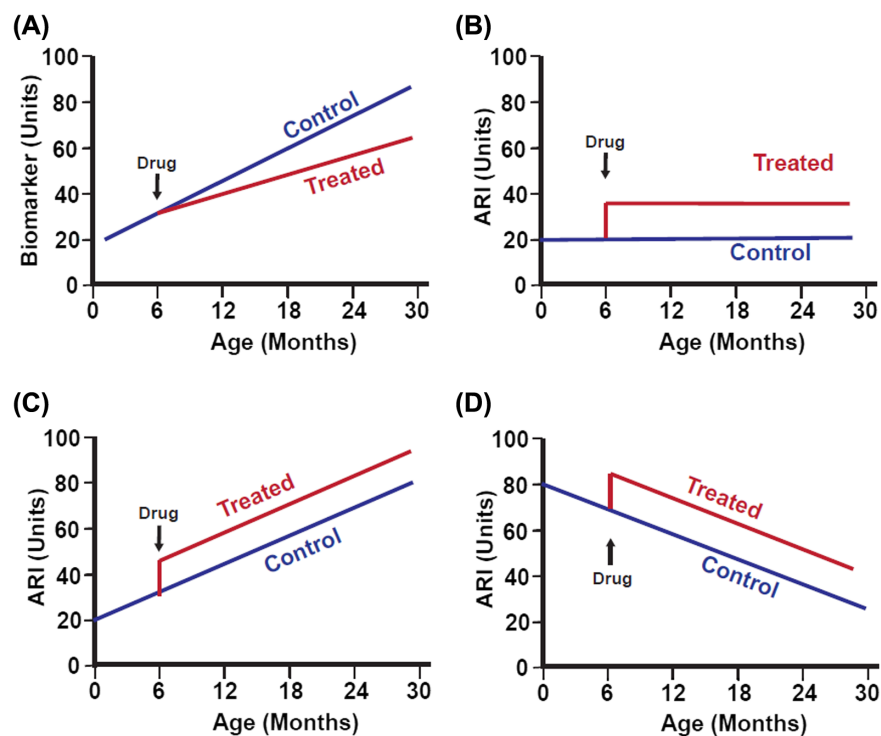 (A)
Biomarker (Units)
100
80
60
40
20
0
Control
Drug
Treated
0 6 12 18 24 30
Age (Months)
(B)
ARI (Units)
100
80
60
40
20
0
Drug
Treated
Control
0 6 12 18 24 30
Age (Months)
(C)
ARI (Units)
100
80
60
40
20
0
Drug
Treated
Control
0 6 12 18 24 30
Age (Months)
(D)
ARI (Units)
100
80
60
40
20
0
Treated
Drug
Control
0 6 12 18 24 30
Age (Months)